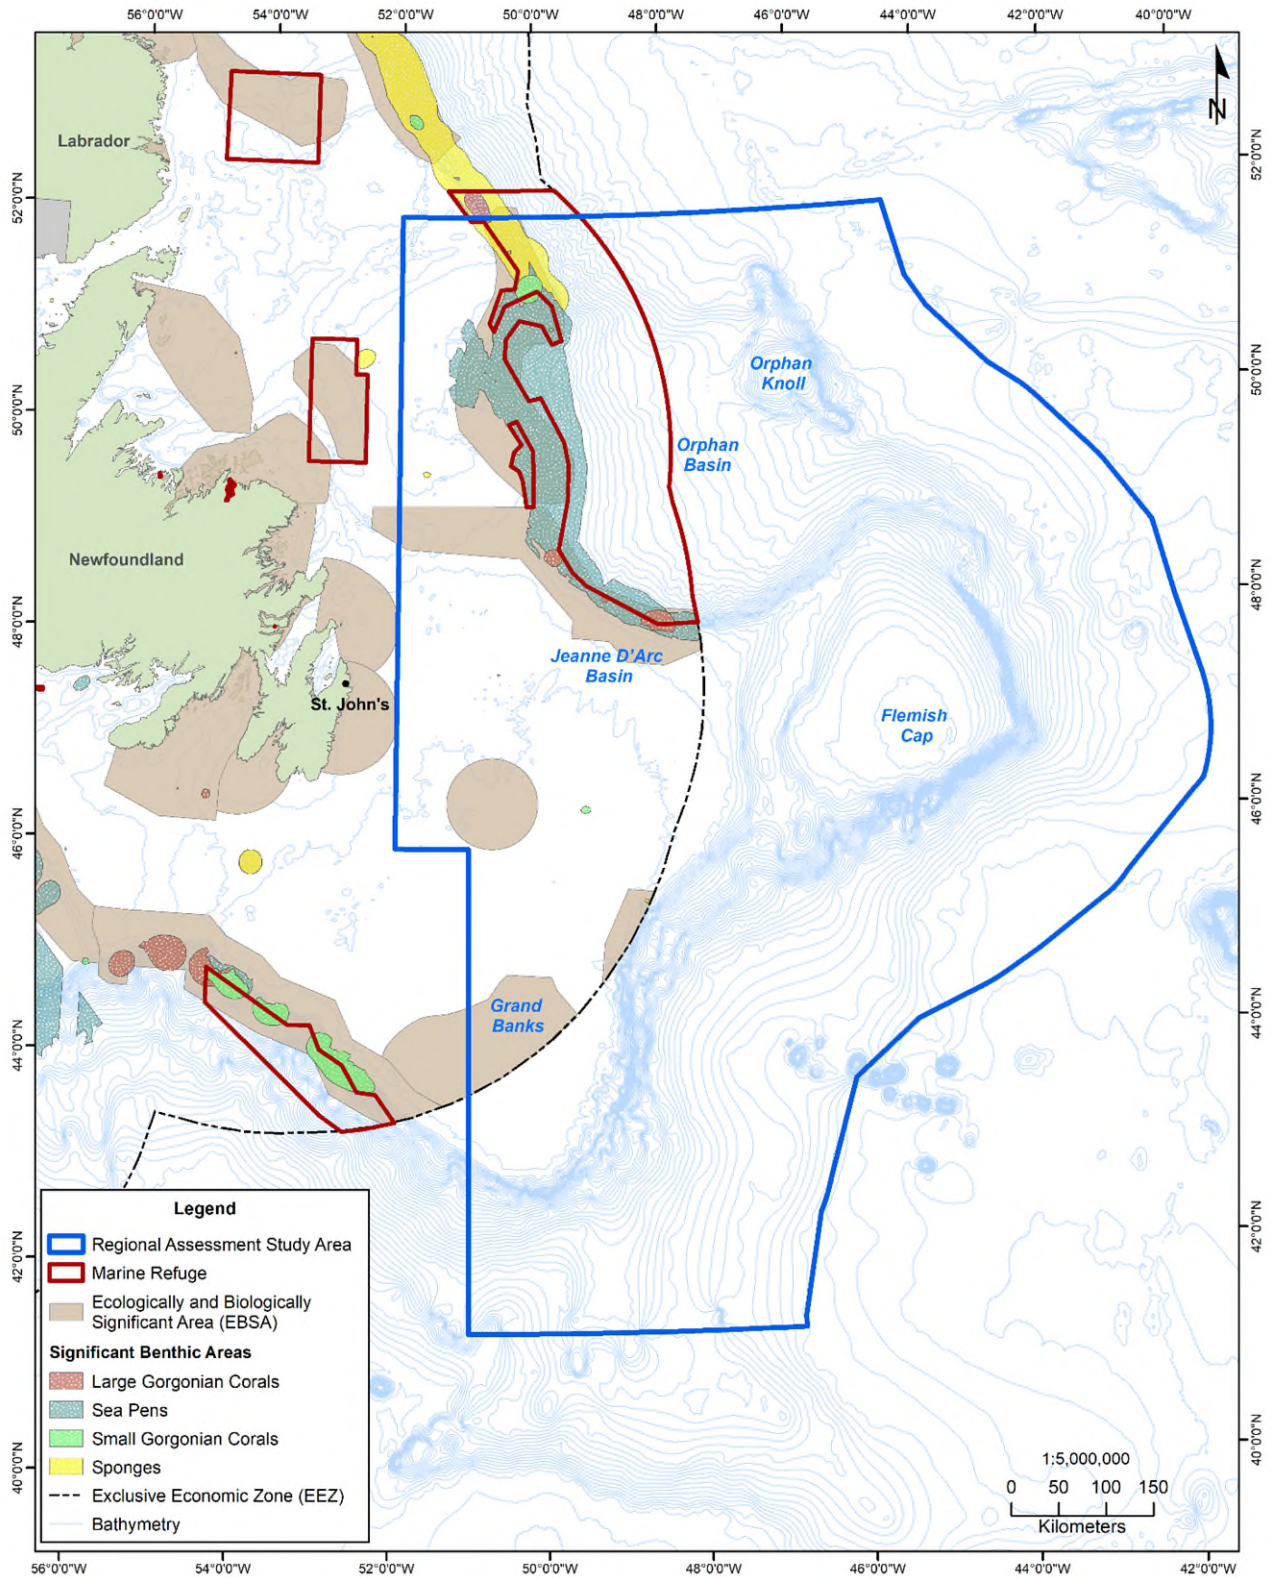 56°0'0"W 54°0'0"W 52°0'0"W 50°0'0"W 48°0'0"W 46°0'0"W 44°0'0"W 42°0'0"W 40°0'0"W
N
Labrador
52°0'0"N
52°0'0"N
Orphan
Knoll
50°0'0"N
50°0'0"N
Orphan
Basin
Newfoundland
48°0'0"N
48°0'0"N
Jeanne D'Arc
Basin
St. John's
Flemish
Cap
46°0'0"N
46°0'0"N
Grand
Banks
44°0'0"N
44°0'0"N
Legend
Regional Assessment Study Area
Marine Refuge
Ecologically and Biologically
Significant Area (EBSA)
Significant Benthic Areas
Large Gorgonian Corals
Sea Pens
Small Gorgonian Corals
Sponges
Exclusive Economic Zone (EEZ)
Bathymetry
42°0'0"N
42°0'0"N
40°0'0"N
40°0'0"N
1:5,000,000
0 50 100 150
Kilometers
56°0'0"W 54°0'0"W 52°0'0"W 50°0'0"W 48°0'0"W 46°0'0"W 44°0'0"W 42°0'0"W